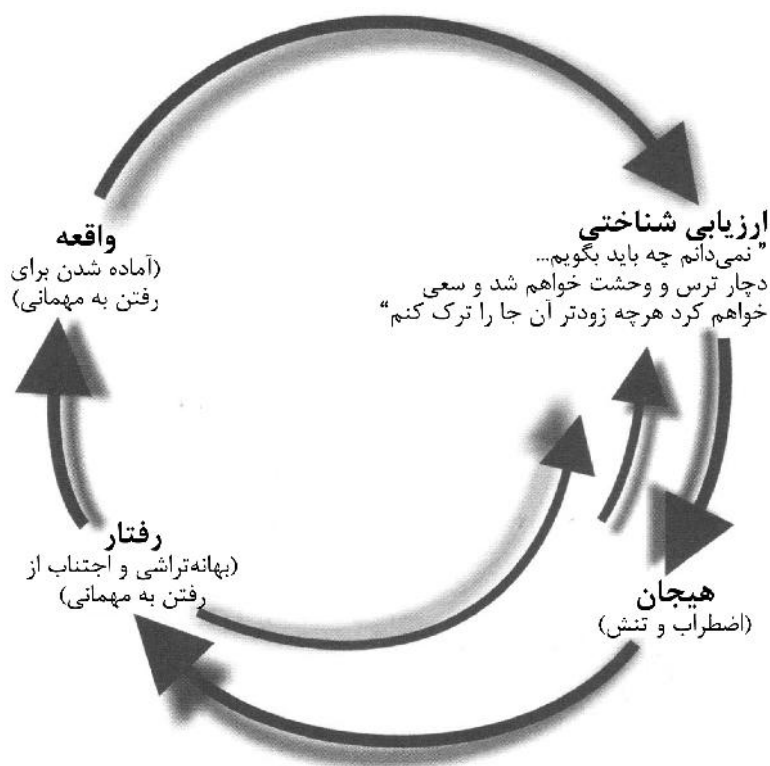 ارزیابی شناختی
” نمی‌دانم چه باید بگویم...
دچار ترس و وحشت خواهم شد و سعی
خواهم کرد هرچه زودتر آن جا را ترک کنم“
واقعه
(آماده شدن برای
رفتن به مهمانی)
رفتار
(بهانه‌تراشی و اجتناب از
رفتن به مهمانی)
هیجان
(اضطراب و تنش)